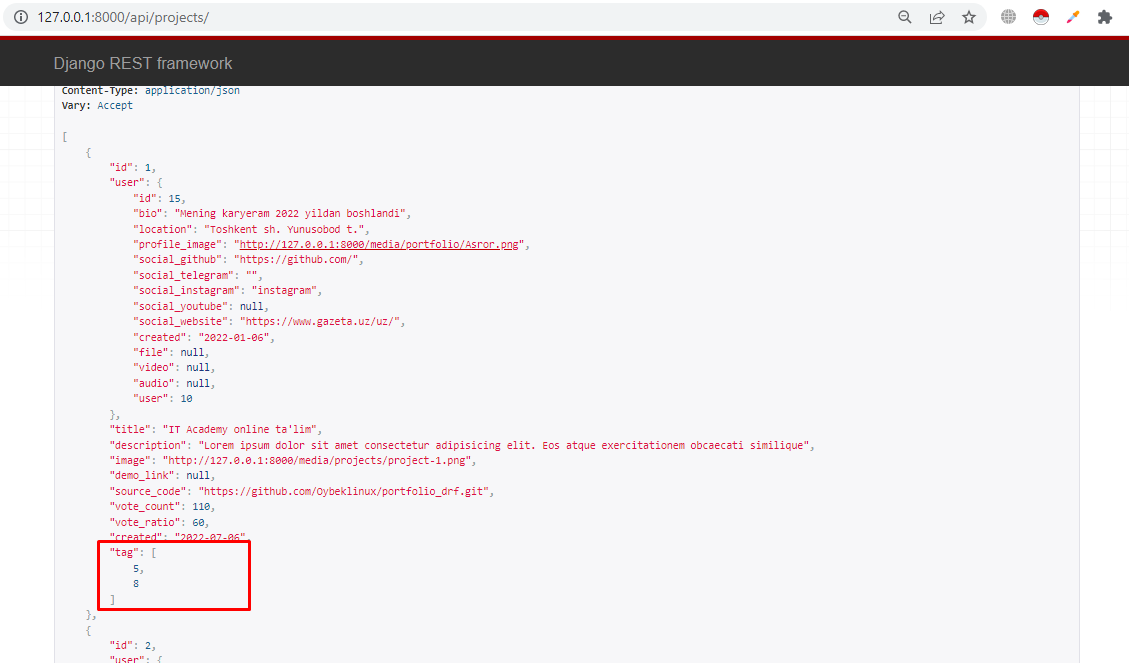 127.0.0.1:8000/api/projects/
Django REST framework
Content-Type: application/json
Vary: Accept
[
{
"id": 1,
"user": {
"id": 15,
"bio": "Mening karyeram 2022 yildan boshlandi",
"location": "Toshkent sh. Yunusobod t.",
"profile_image": "http://127.0.0.1:8000/media/portfolio/Asror.png",
"social_github": "https://github.com/",
"social_telegram": "",
"social_instagram": "instagram",
"social_youtube": null,
"social_website": "https://www.gazeta.uz/uz/",
"created": "2022-01-06",
"file": null,
"video": null,
"audio": null,
"user": 10
},
"title": "IT Academy online ta'lim",
"description": "Lorem ipsum dolor sit amet consectetur adipisicing elit. Eos atque exercitationem obcaecati similique",
"image": "http://127.0.0.1:8000/media/projects/project-1.png",
"demo_link": null,
"source_code": "https://github.com/Oybeklinux/portfolio_drf.git",
"vote_count": 110,
"vote_ratio": 60,
"created": "2022-07-06",
"tag": [
5,
8
]
},
{
"id": 2,
"user": {